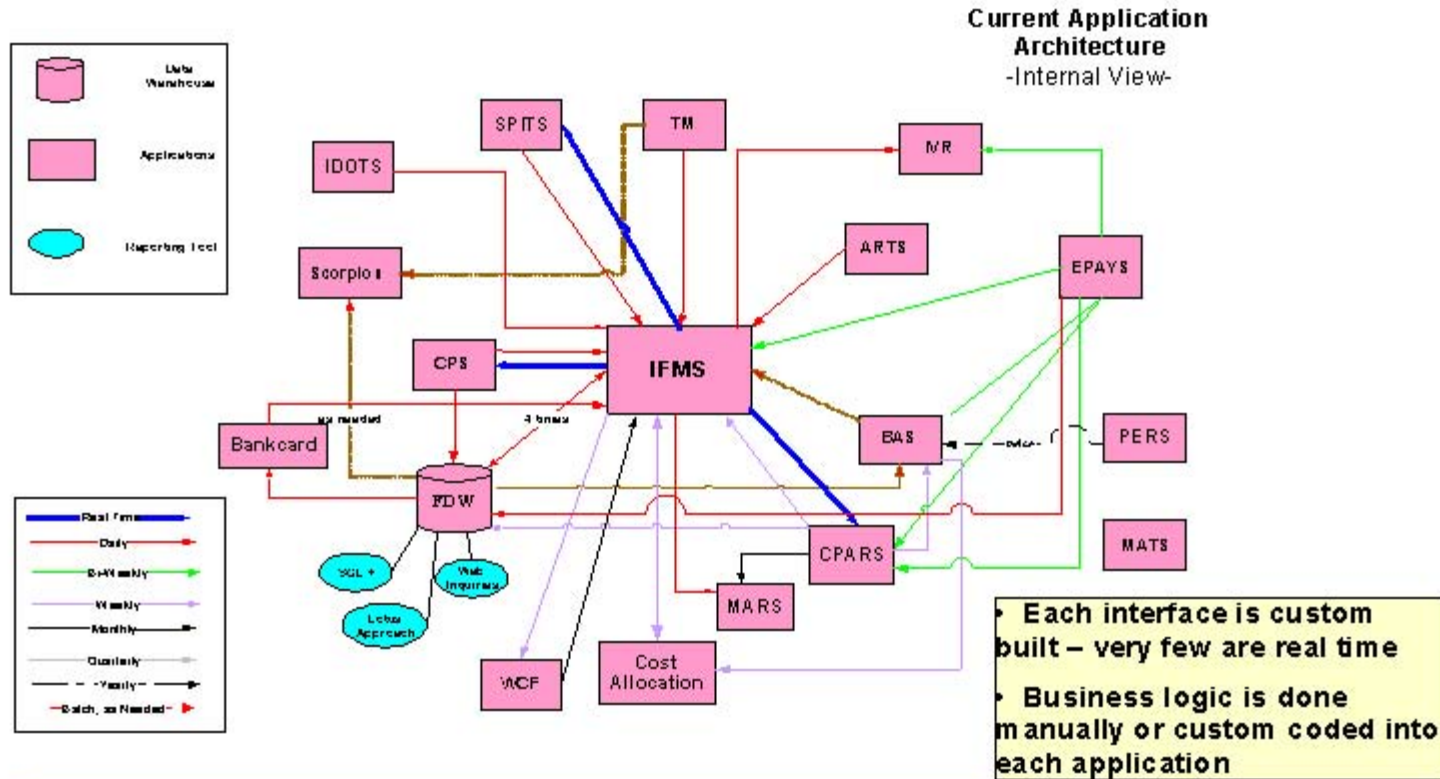 Current Application
Architecture
-Internal View-
Data
Warehouse
Applications
Reporting Tool
SPITS
TM
IVR
IDOTS
ARTS
Scorpion
EPAYS
CPS
IFMS
as needed
BAS
PERS
Bankcard
FDW
CPARS
MATS
SQL +
Web
Inquiries
MARS
Lotus
Approach
WCF
Cost
Allocation
Real Time
Daily
Bi-Weekly
Weekly
Monthly
Quarterly
Yearly
Batch, as Needed
• Each interface is custom
built – very few are real time
• Business logic is done
manually or custom coded into
each application